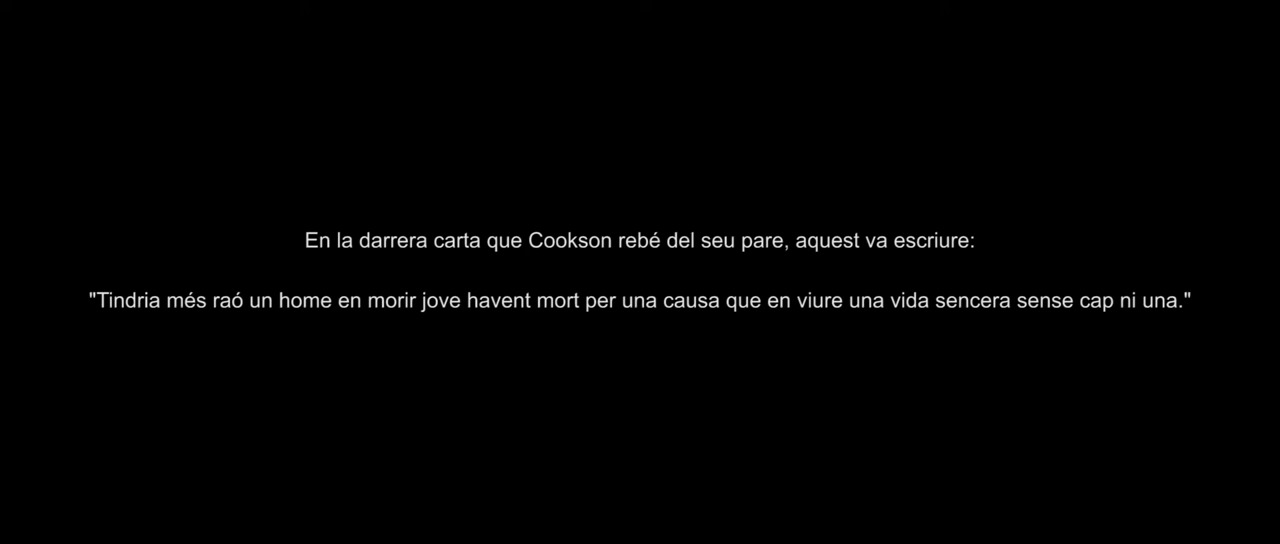 En la darrera carta que Cookson rebé del seu pare, aquest va escriure:
"Tindria més raó un home en morir jove havent mort per una causa que en viure una vida sencera sense cap ni una."